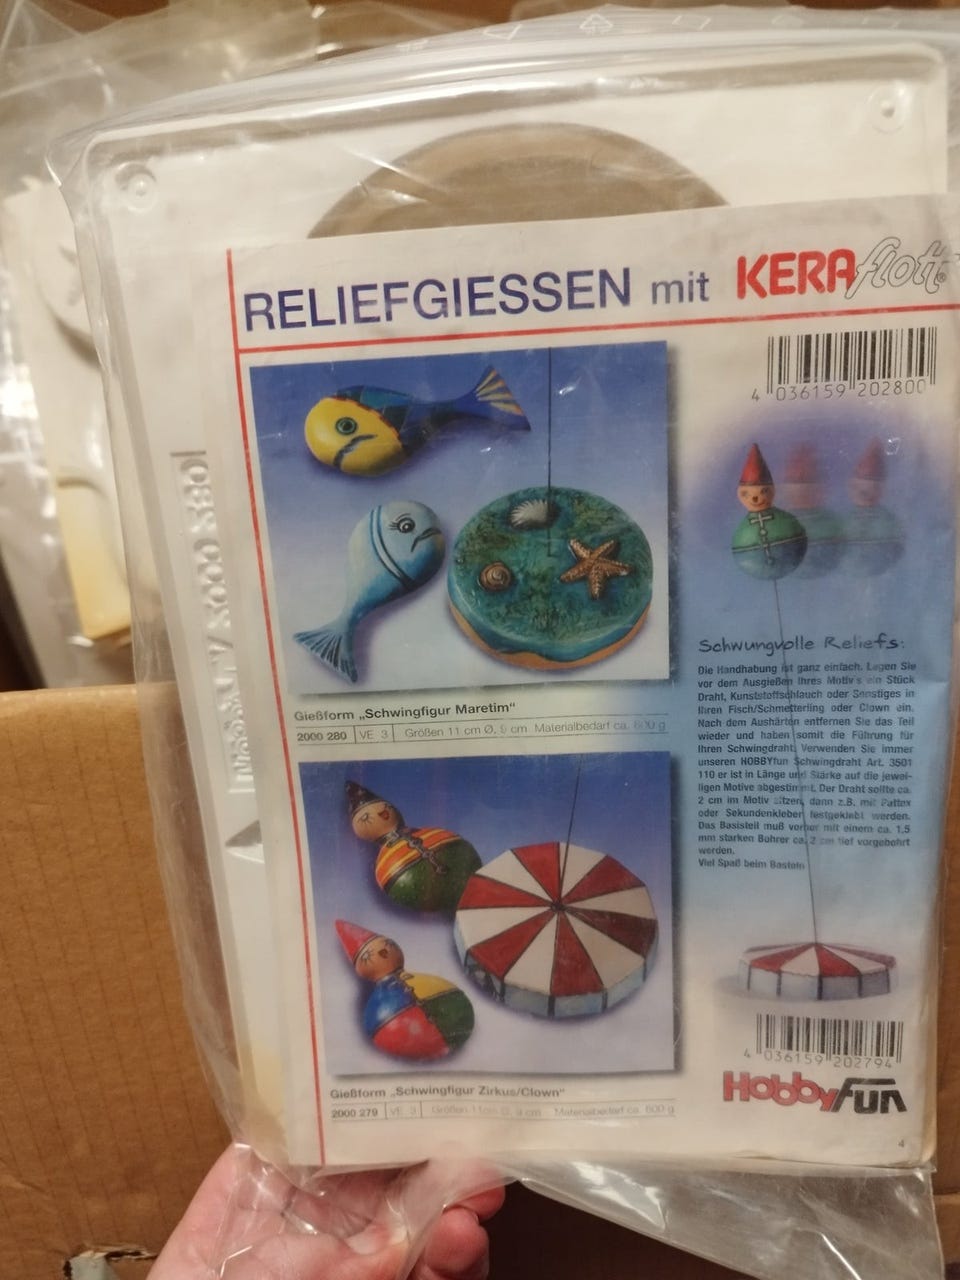 RELIEFGIESSEN mit KERAflott®
4 036159 202800
Gießform „Schwingfigur Maretim“
2000 280 VE 3 Größen 11 cm Ø, 9 cm Materialbedarf ca. 600 g
Schwungvolle Reliefs:
Die Handhabung ist ganz einfach. Legen Sie
vor dem Ausgießen Ihres Motiv's ein Stück
Draht, Kunststoffschlauch oder Sonstiges in
Ihren Fisch/Schmetterling oder Clown ein.
Nach dem Aushärten entfernen Sie das Teil
wieder und haben somit die Führung für
Ihren Schwingdraht. Verwenden Sie immer
unseren HOBBYfun Schwingdraht Art. 3501
110 er ist in Länge und Stärke auf die jewei-
ligen Motive abgestimmt. Der Draht sollte ca.
2 cm im Motiv sitzen, dann z.B. mit Pattex
oder Sekundenkleber festgeklebt werden.
Das Basisteil muß vorher mit einem ca. 1,5
mm starken Bohrer ca. 2 cm tief vorgebohrt
werden.
Viel Spaß beim Basteln
Gießform „Schwingfigur Zirkus/Clown“
2000 279 VE 3 Größen 11cm Ø, 9 cm Materialbedarf ca. 600 g
4 036159 202794
HobbyFun
4